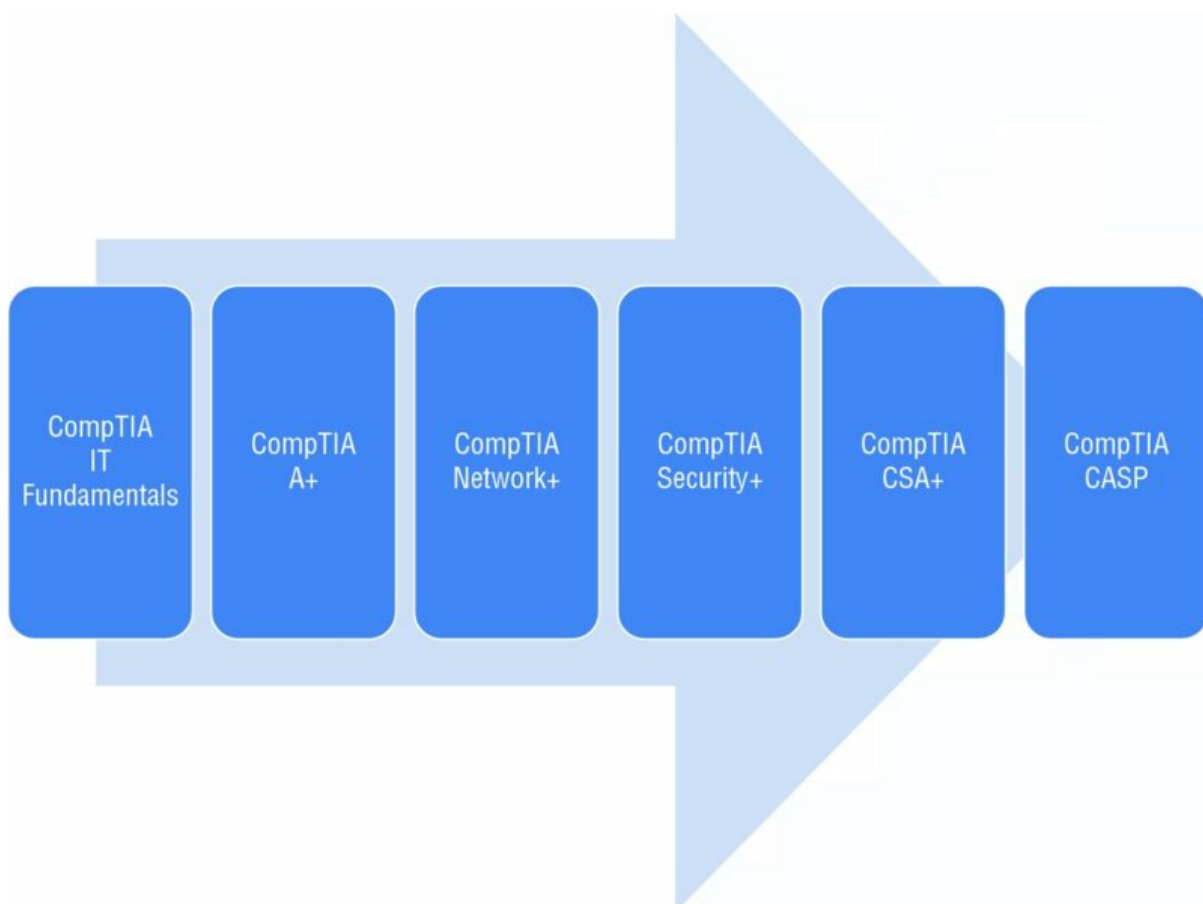 CompTIA
IT
Fundamentals
CompTIA
A+
CompTIA
Network+
CompTIA
Security+
CompTIA
CSA+
CompTIA
CASP